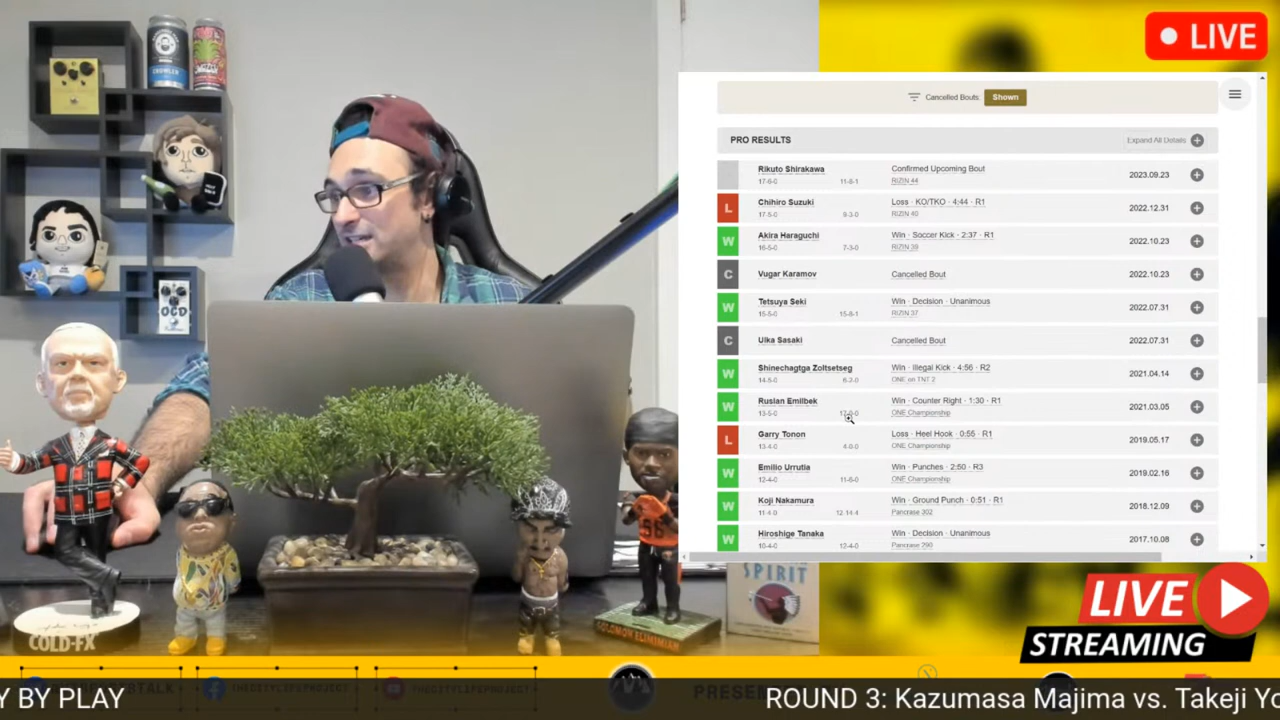 LIVE
Cancelled Bouts: Shown
PRO RESULTS Expand All Details
Rikuto Shirakawa Confirmed Upcoming Bout 2023.09.23
17-6-0 11-8-1 RIZIN 44
L Chihiro Suzuki Loss · KO/TKO · 4:44 · R1 2022.12.31
17-5-0 9-3-0 RIZIN 40
W Akira Haraguchi Win · Soccer Kick · 2:37 · R1 2022.10.23
16-5-0 7-3-0 RIZIN 39
C Vugar Karamov Cancelled Bout 2022.10.23
W Tetsuya Seki Win · Decision · Unanimous 2022.07.31
15-5-0 15-8-1 RIZIN 37
C Ulka Sasaki Cancelled Bout 2022.07.31
W Shinechagtga Zoltsetseg Win · Illegal Kick · 4:56 · R2 2021.04.14
14-5-0 6-2-0 ONE on TNT 2
W Ruslan Emilbek Win · Counter Right · 1:30 · R1 2021.03.05
13-5-0 ONE Championship
L Garry Tonon Loss · Heel Hook · 0:55 · R1 2019.05.17
13-4-0 4-0-0 ONE Championship
W Emilio Urrutia Win · Punches · 2:50 · R3 2019.02.16
12-4-0 11-6-0 ONE Championship
W Koji Nakamura Win · Ground Punch · 0:51 · R1 2018.12.09
11-4-0 12-14-4 Pancrase 302
W Hiroshige Tanaka Win · Decision · Unanimous 2017.10.08
10-4-0 12-4-0 Pancrase 290
CROWLER
OCD
COLD-FX
SOLOMON ELIMIMIAN
SPIRIT
LIVE
STREAMING
THECITYLIFEPROJECT
THECITYLIFEPROJECT
Y BY PLAY ROUND 3: Kazumasa Majima vs. Takeji Yo